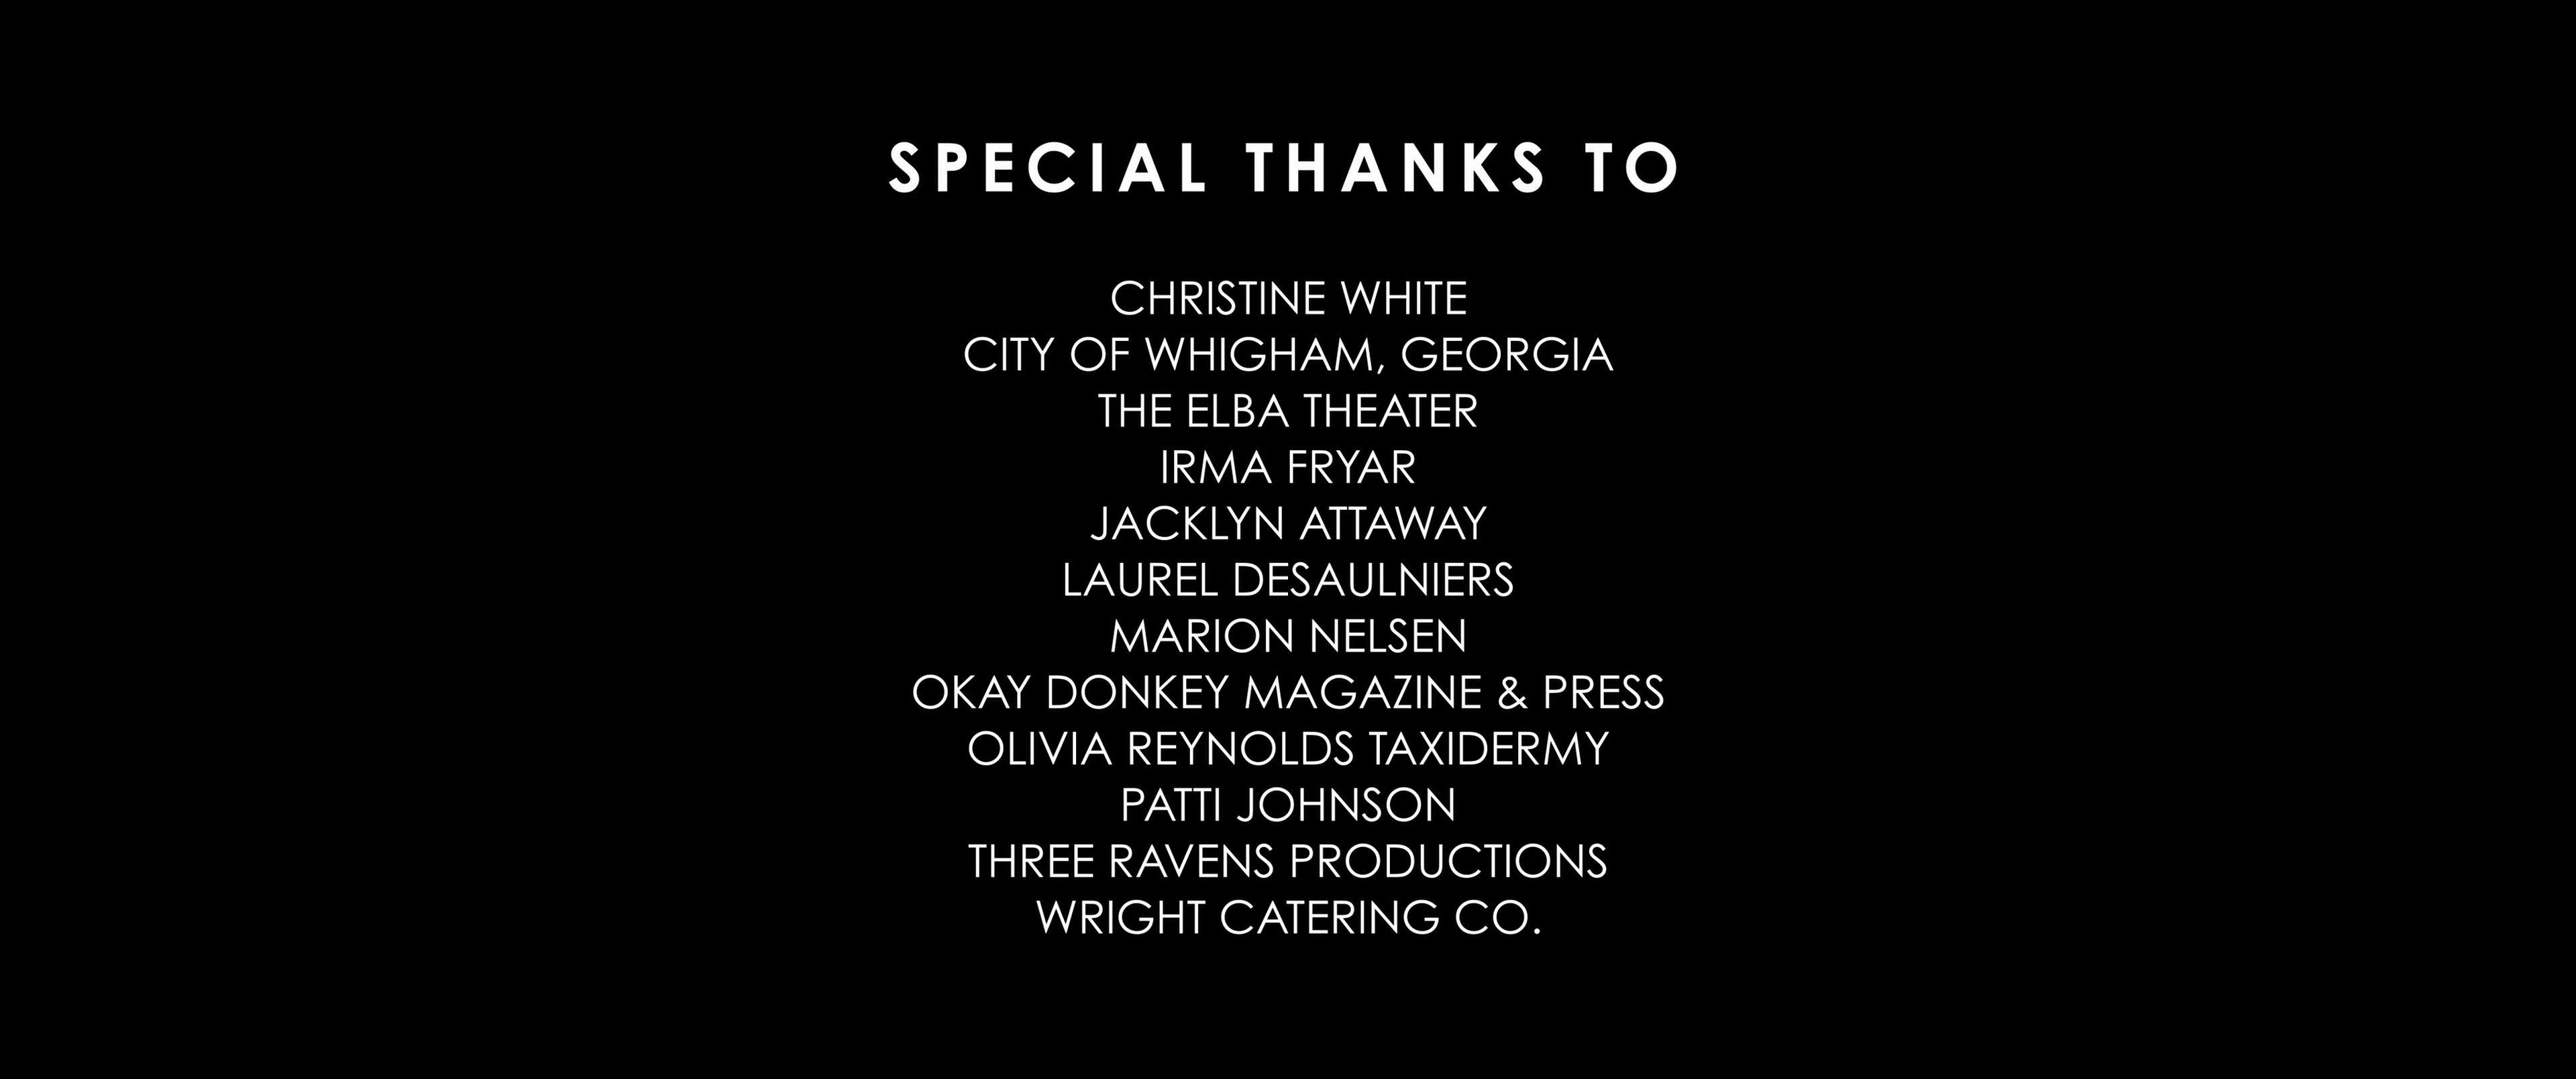 SPECIAL THANKS TO
CHRISTINE WHITE
CITY OF WHIGHAM, GEORGIA
THE ELBA THEATER
IRMA FRYAR
JACKLYN ATTAWAY
LAUREL DESAULNIERS
MARION NELSEN
OKAY DONKEY MAGAZINE & PRESS
OLIVIA REYNOLDS TAXIDERMY
PATTI JOHNSON
THREE RAVENS PRODUCTIONS
WRIGHT CATERING CO.